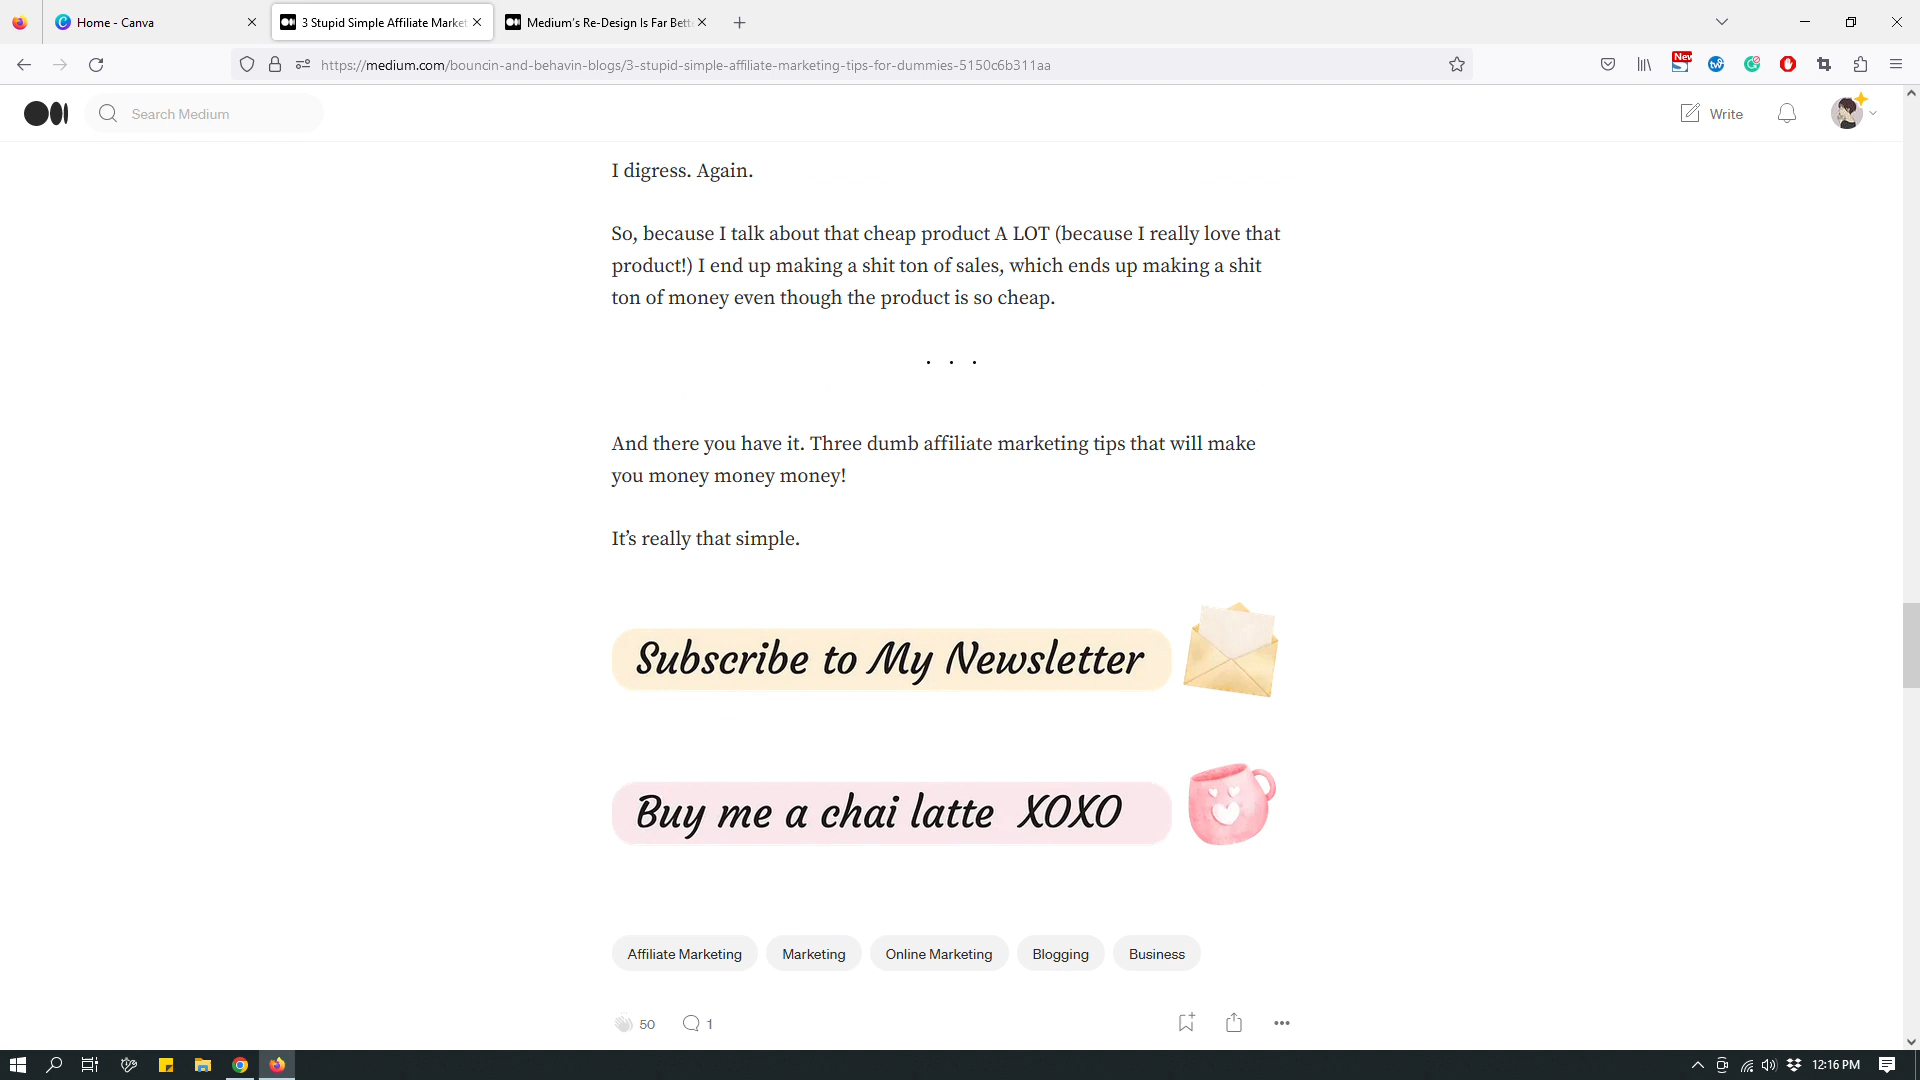 Home - Canva
3 Stupid Simple Affiliate Market
Medium's Re-Design Is Far Bett
https://medium.com/bouncin-and-behavin-blogs/3-stupid-simple-affiliate-marketing-tips-for-dummies-5150c6b311aa
New
Search Medium
Write
I digress. Again.
So, because I talk about that cheap product A LOT (because I really love that
product!) I end up making a shit ton of sales, which ends up making a shit
ton of money even though the product is so cheap.
And there you have it. Three dumb affiliate marketing tips that will make
you money money money!
It's really that simple.
Subscribe to My Newsletter
Buy me a chai latte XOXO
Affiliate Marketing
Marketing
Online Marketing
Blogging
Business
50
1
12:16 PM